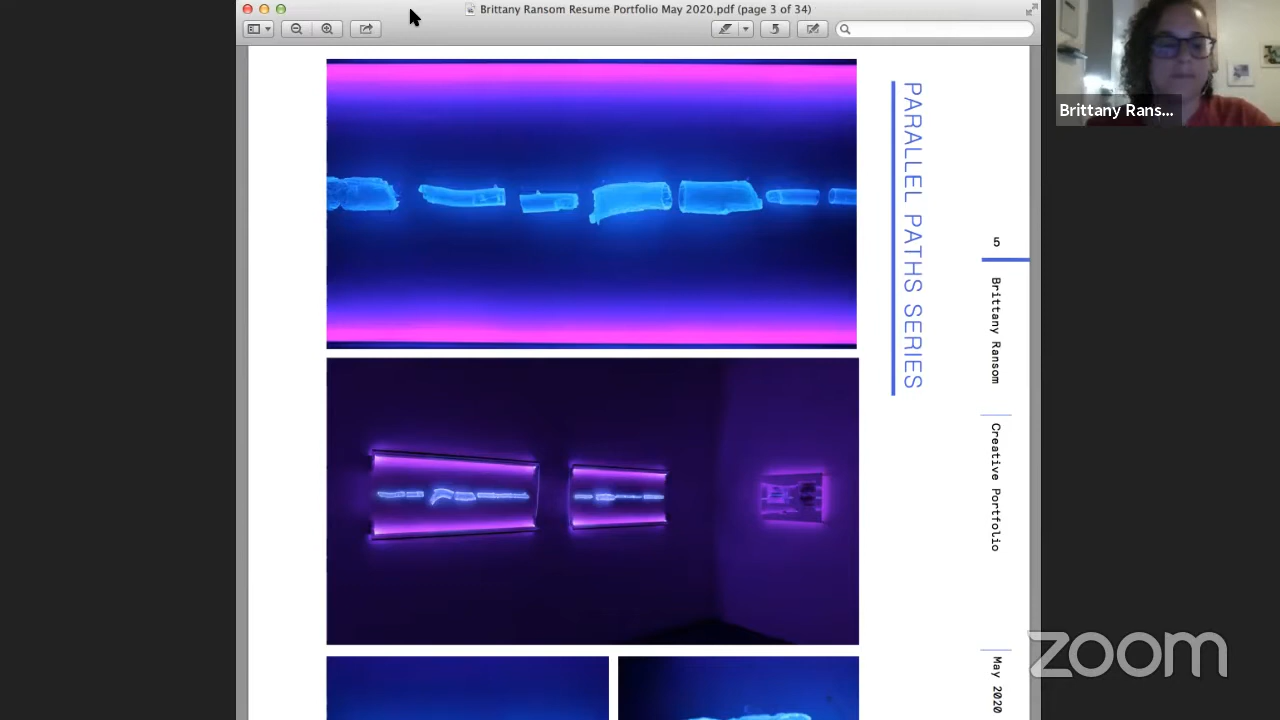 Brittany Ransom Resume Portfolio May 2020.pdf (page 3 of 34)
Brittany Rans...
PARALLEL PATHS SERIES
5
Brittany Ransom
Creative Portfolio
May 2020
zoom